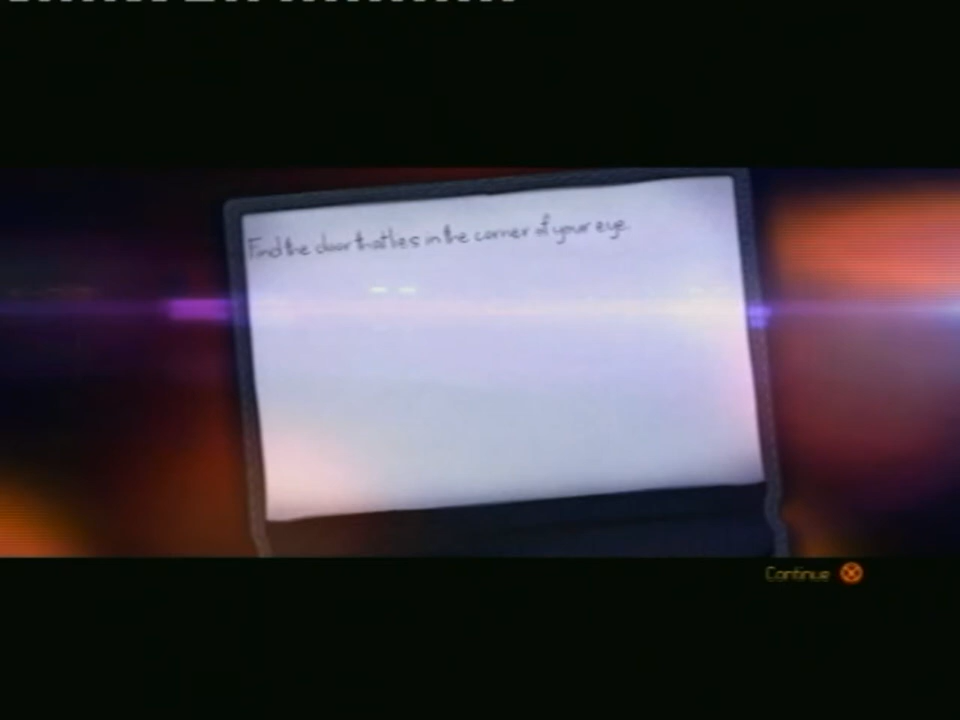 Find the door that lies in the corner of your eye.
Continue